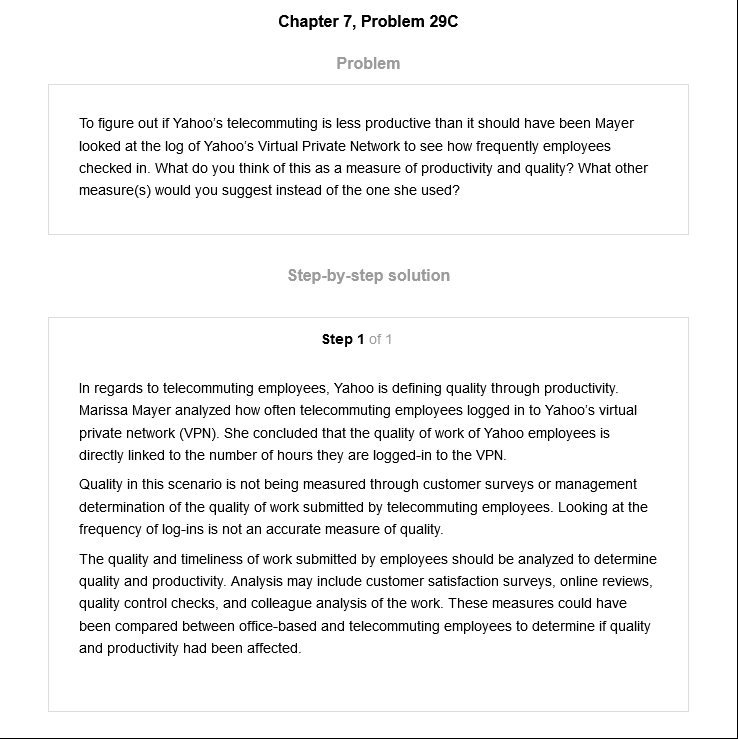 Chapter 7, Problem 29C
Problem
To figure out if Yahoo's telecommuting is less productive than it should have been Mayer
looked at the log of Yahoo's Virtual Private Network to see how frequently employees
checked in. What do you think of this as a measure of productivity and quality? What other
measure(s) would you suggest instead of the one she used?
Step-by-step solution
Step 1 of 1
In regards to telecommuting employees, Yahoo is defining quality through productivity.
Marissa Mayer analyzed how often telecommuting employees logged in to Yahoo's virtual
private network (VPN). She concluded that the quality of work of Yahoo employees is
directly linked to the number of hours they are logged-in to the VPN.
Quality in this scenario is not being measured through customer surveys or management
determination of the quality of work submitted by telecommuting employees. Looking at the
frequency of log-ins is not an accurate measure of quality.
The quality and timeliness of work submitted by employees should be analyzed to determine
quality and productivity. Analysis may include customer satisfaction surveys, online reviews,
quality control checks, and colleague analysis of the work. These measures could have
been compared between office-based and telecommuting employees to determine if quality
and productivity had been affected.